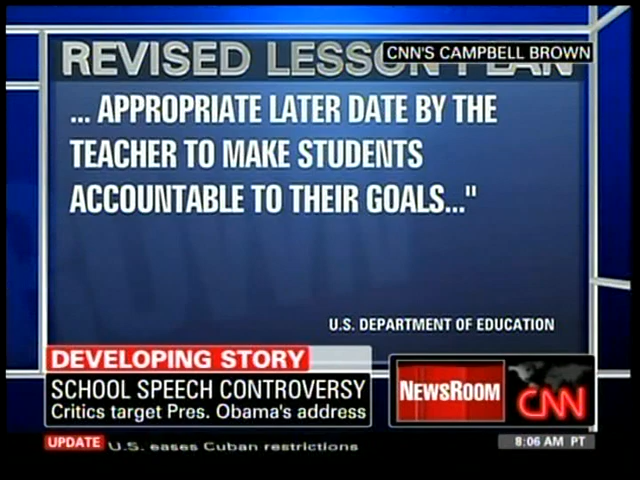 REVISED LESSON PLAN
CNN'S CAMPBELL BROWN
... APPROPRIATE LATER DATE BY THE
TEACHER TO MAKE STUDENTS
ACCOUNTABLE TO THEIR GOALS..."
U.S. DEPARTMENT OF EDUCATION
DEVELOPING STORY
SCHOOL SPEECH CONTROVERSY
Critics target Pres. Obama's address
NEWSROOM
CNN
UPDATE
U.S. eases Cuban restrictions
8:06 AM PT